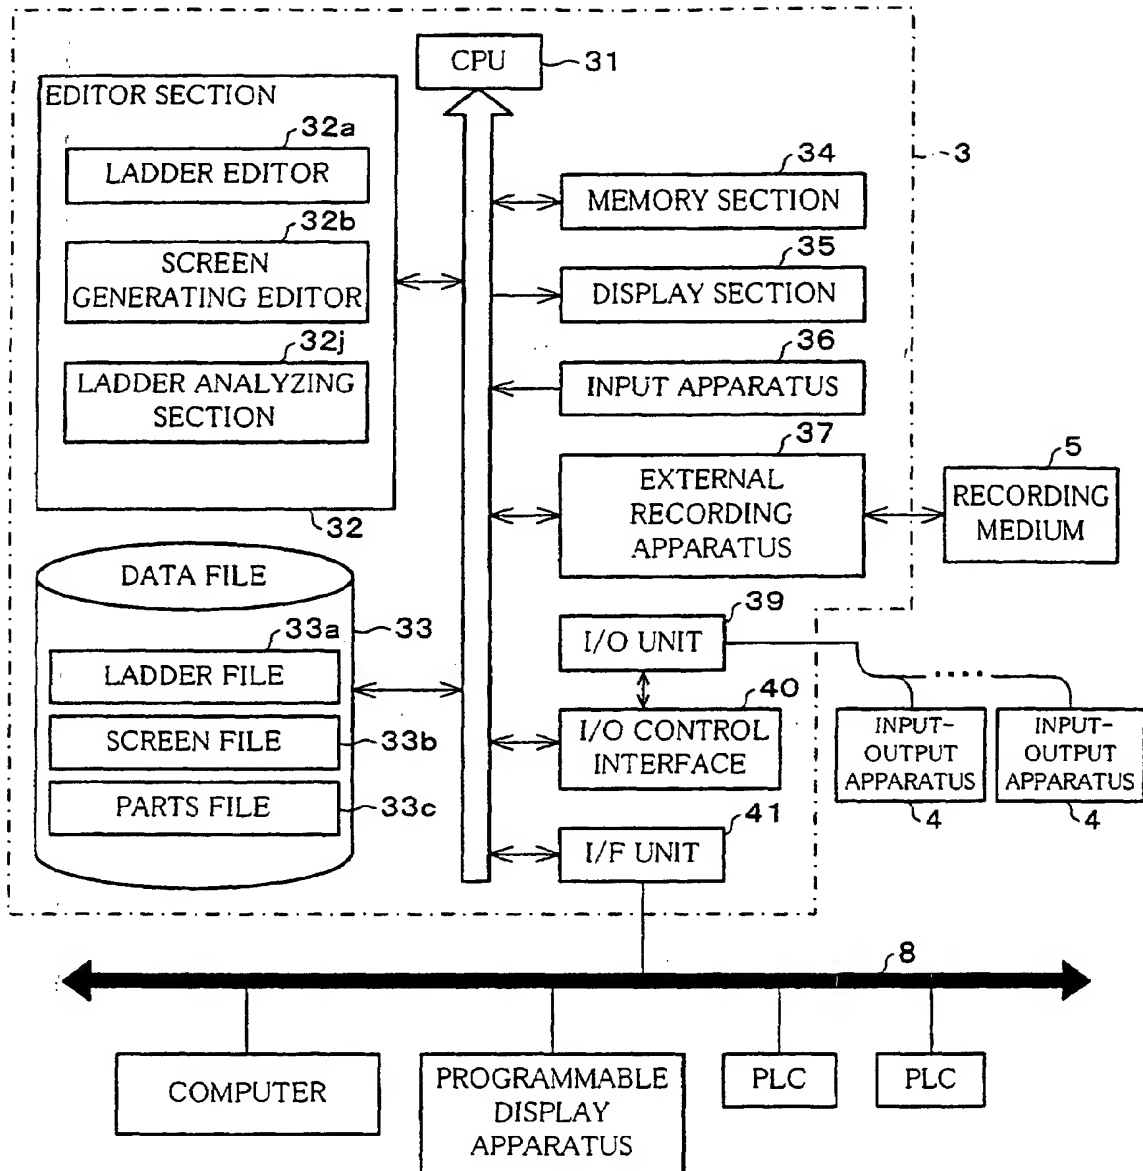 CPU
31
EDITOR SECTION
32a
LADDER EDITOR
32b
SCREEN
GENERATING EDITOR
32j
LADDER ANALYZING
SECTION
32
3
34
MEMORY SECTION
35
DISPLAY SECTION
36
INPUT APPARATUS
37
EXTERNAL
RECORDING
APPARATUS
5
RECORDING
MEDIUM
DATA FILE
33
33a
LADDER FILE
SCREEN FILE
33b
PARTS FILE
33c
39
I/O UNIT
40
I/O CONTROL
INTERFACE
41
I/F UNIT
INPUT-
OUTPUT
APPARATUS
4
INPUT-
OUTPUT
APPARATUS
4
8
COMPUTER
PROGRAMMABLE
DISPLAY
APPARATUS
PLC
PLC